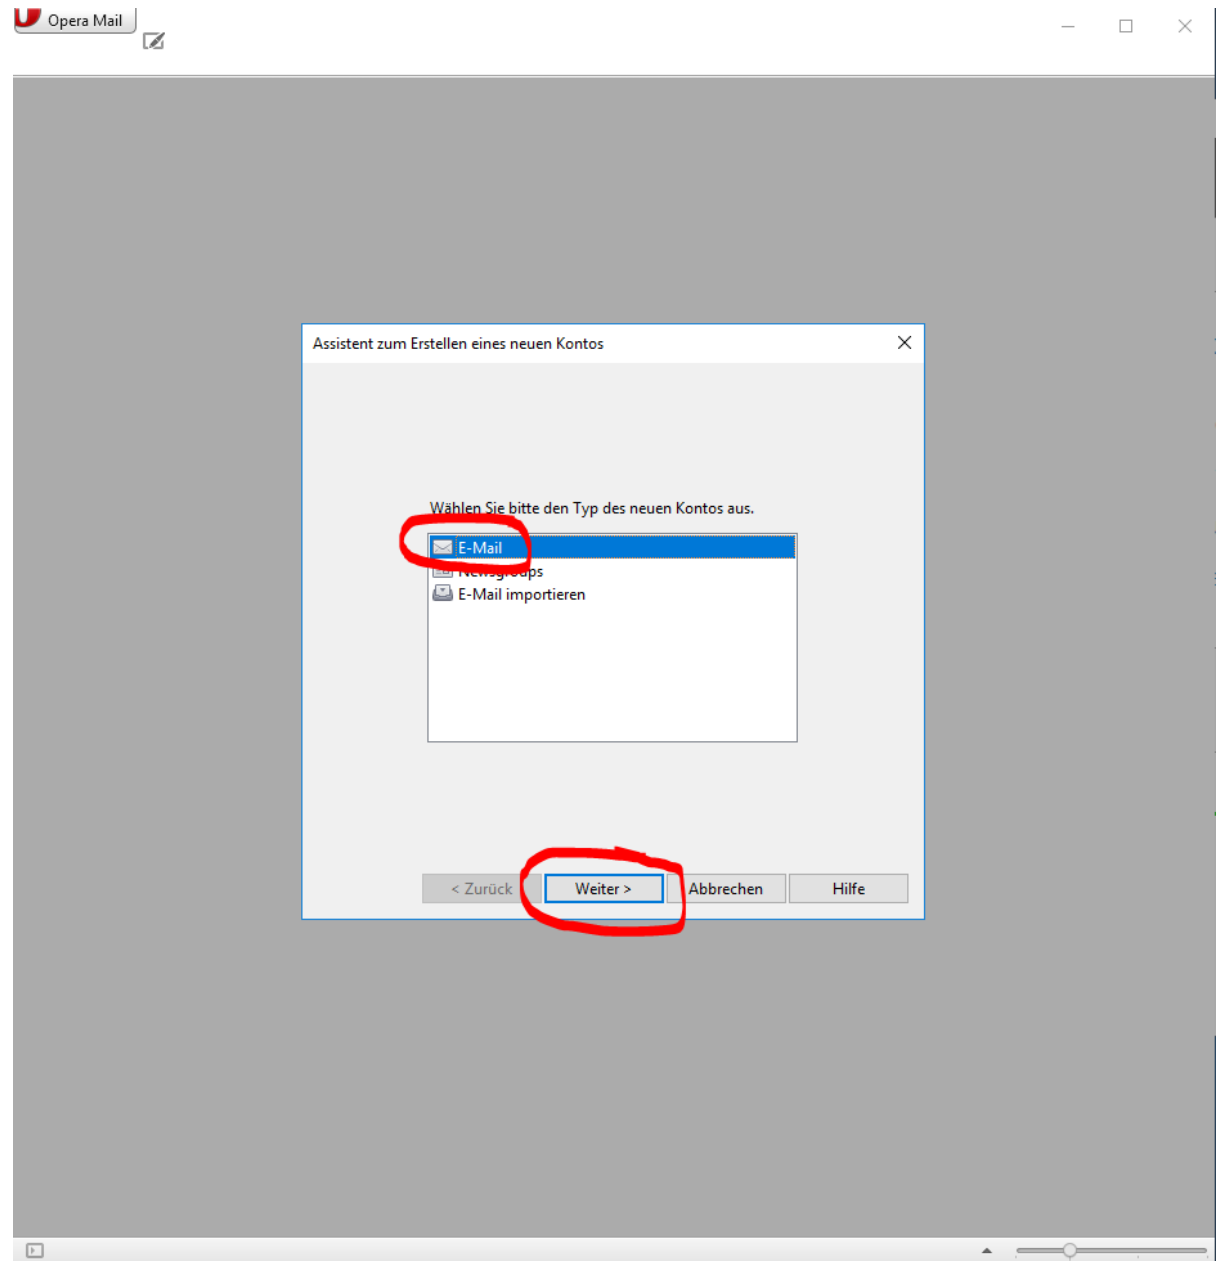 Opera Mail
Assistent zum Erstellen eines neuen Kontos
Wählen Sie bitte den Typ des neuen Kontos aus.
E-Mail
Newsgroups
E-Mail importieren
< Zurück
Weiter >
Abbrechen
Hilfe